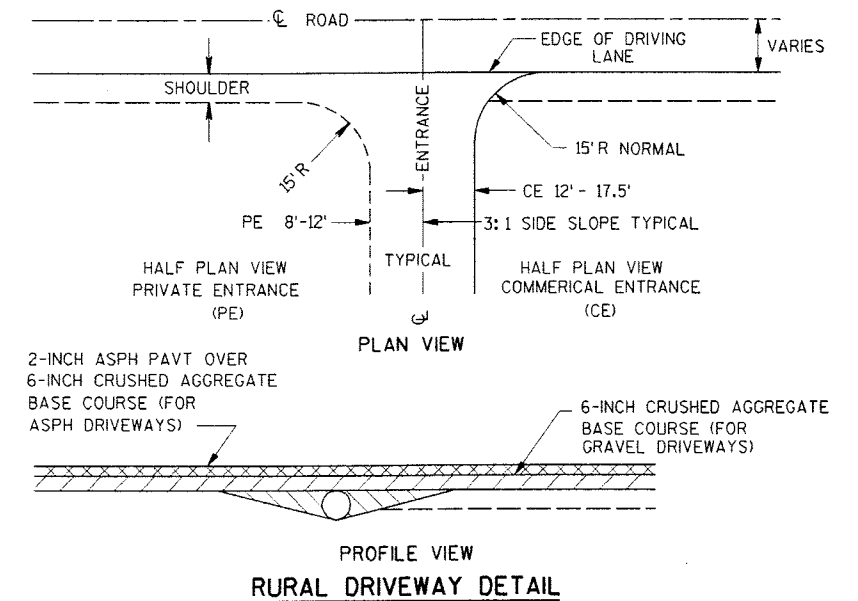 ℄ ROAD
EDGE OF DRIVING
LANE
VARIES
SHOULDER
ENTRANCE
15'R
15'R NORMAL
CE 12' - 17.5'
PE 8'-12'
3:1 SIDE SLOPE TYPICAL
TYPICAL
HALF PLAN VIEW
PRIVATE ENTRANCE
(PE)
HALF PLAN VIEW
COMMERICAL ENTRANCE
(CE)
℄
PLAN VIEW
2-INCH ASPH PAVT OVER
6-INCH CRUSHED AGGREGATE
BASE COURSE (FOR
ASPH DRIVEWAYS)
6-INCH CRUSHED AGGREGATE
BASE COURSE (FOR
GRAVEL DRIVEWAYS)
PROFILE VIEW
RURAL DRIVEWAY DETAIL